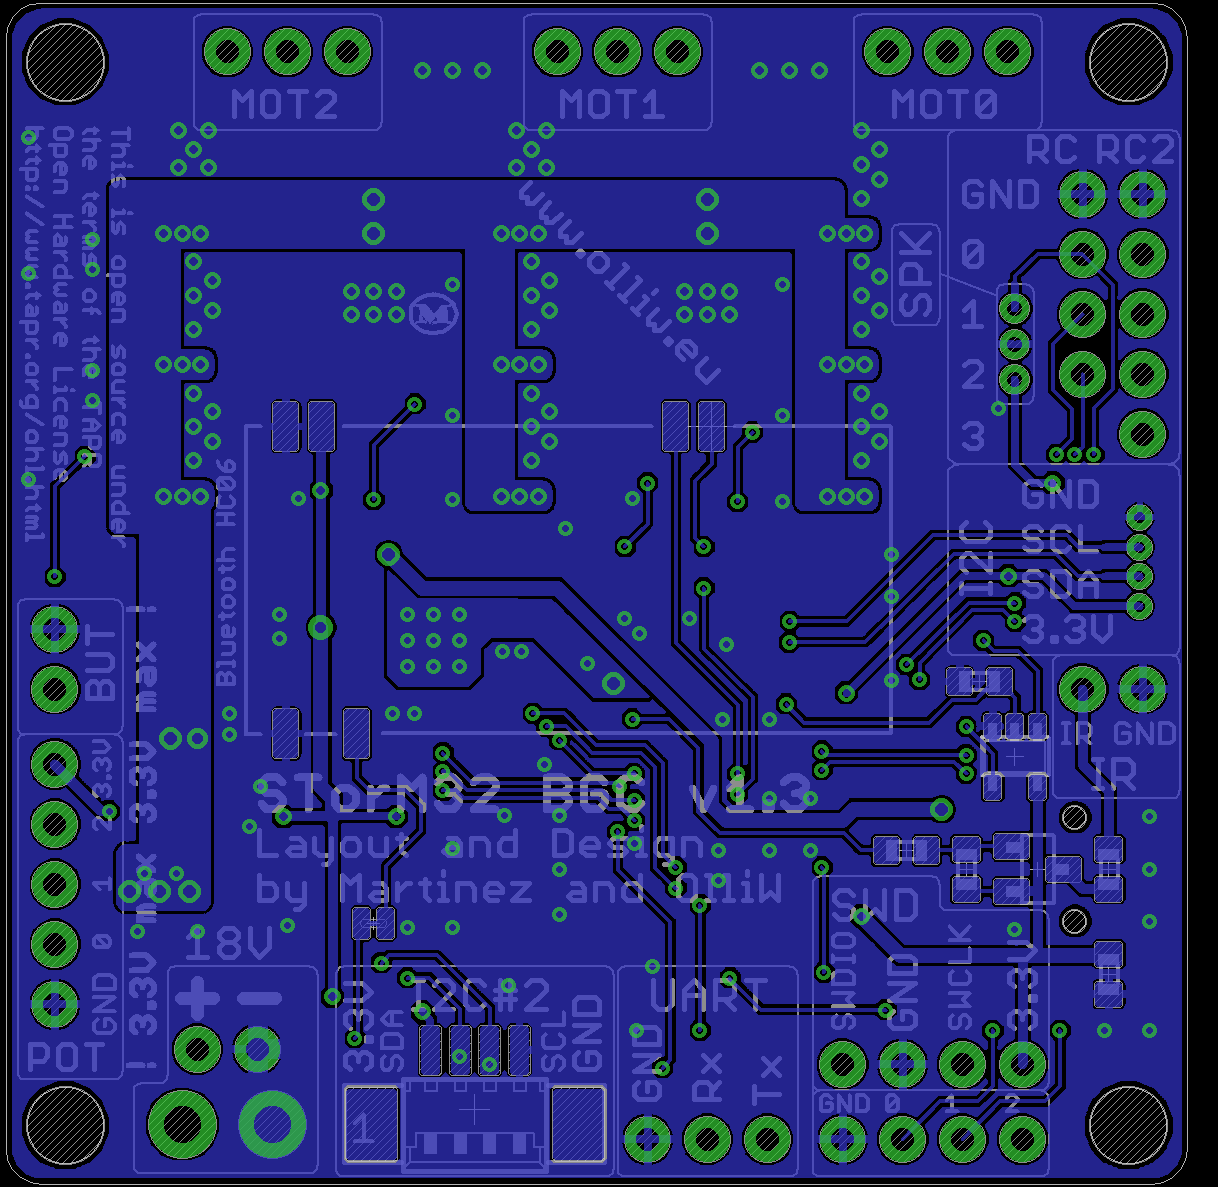 MOT2
MOT1
MOT0
RC RC2
GND
0
1
2
3
SPK
This is open source under
the terms of the TAPR
Open Hardware License
http://www.tapr.org/ohl.html
www.olliw.eu
Bluetooth HC06
I2C
GND
SCL
SDA
3.3V
BUT
IR
GND
IR
STorM32 BGC v1.3
Layout and Design
by Martinez and OlliW
! 3.3V max 3.3V max !
3.3V
2
1
0
GND
POT
18V
+ -
I2C#2
3.3V
SDA
SCL
GND
1
UART
GND
Rx
Tx
SWD
SWDIO
GND
SWCLK
3.3V
GND 0 1 2